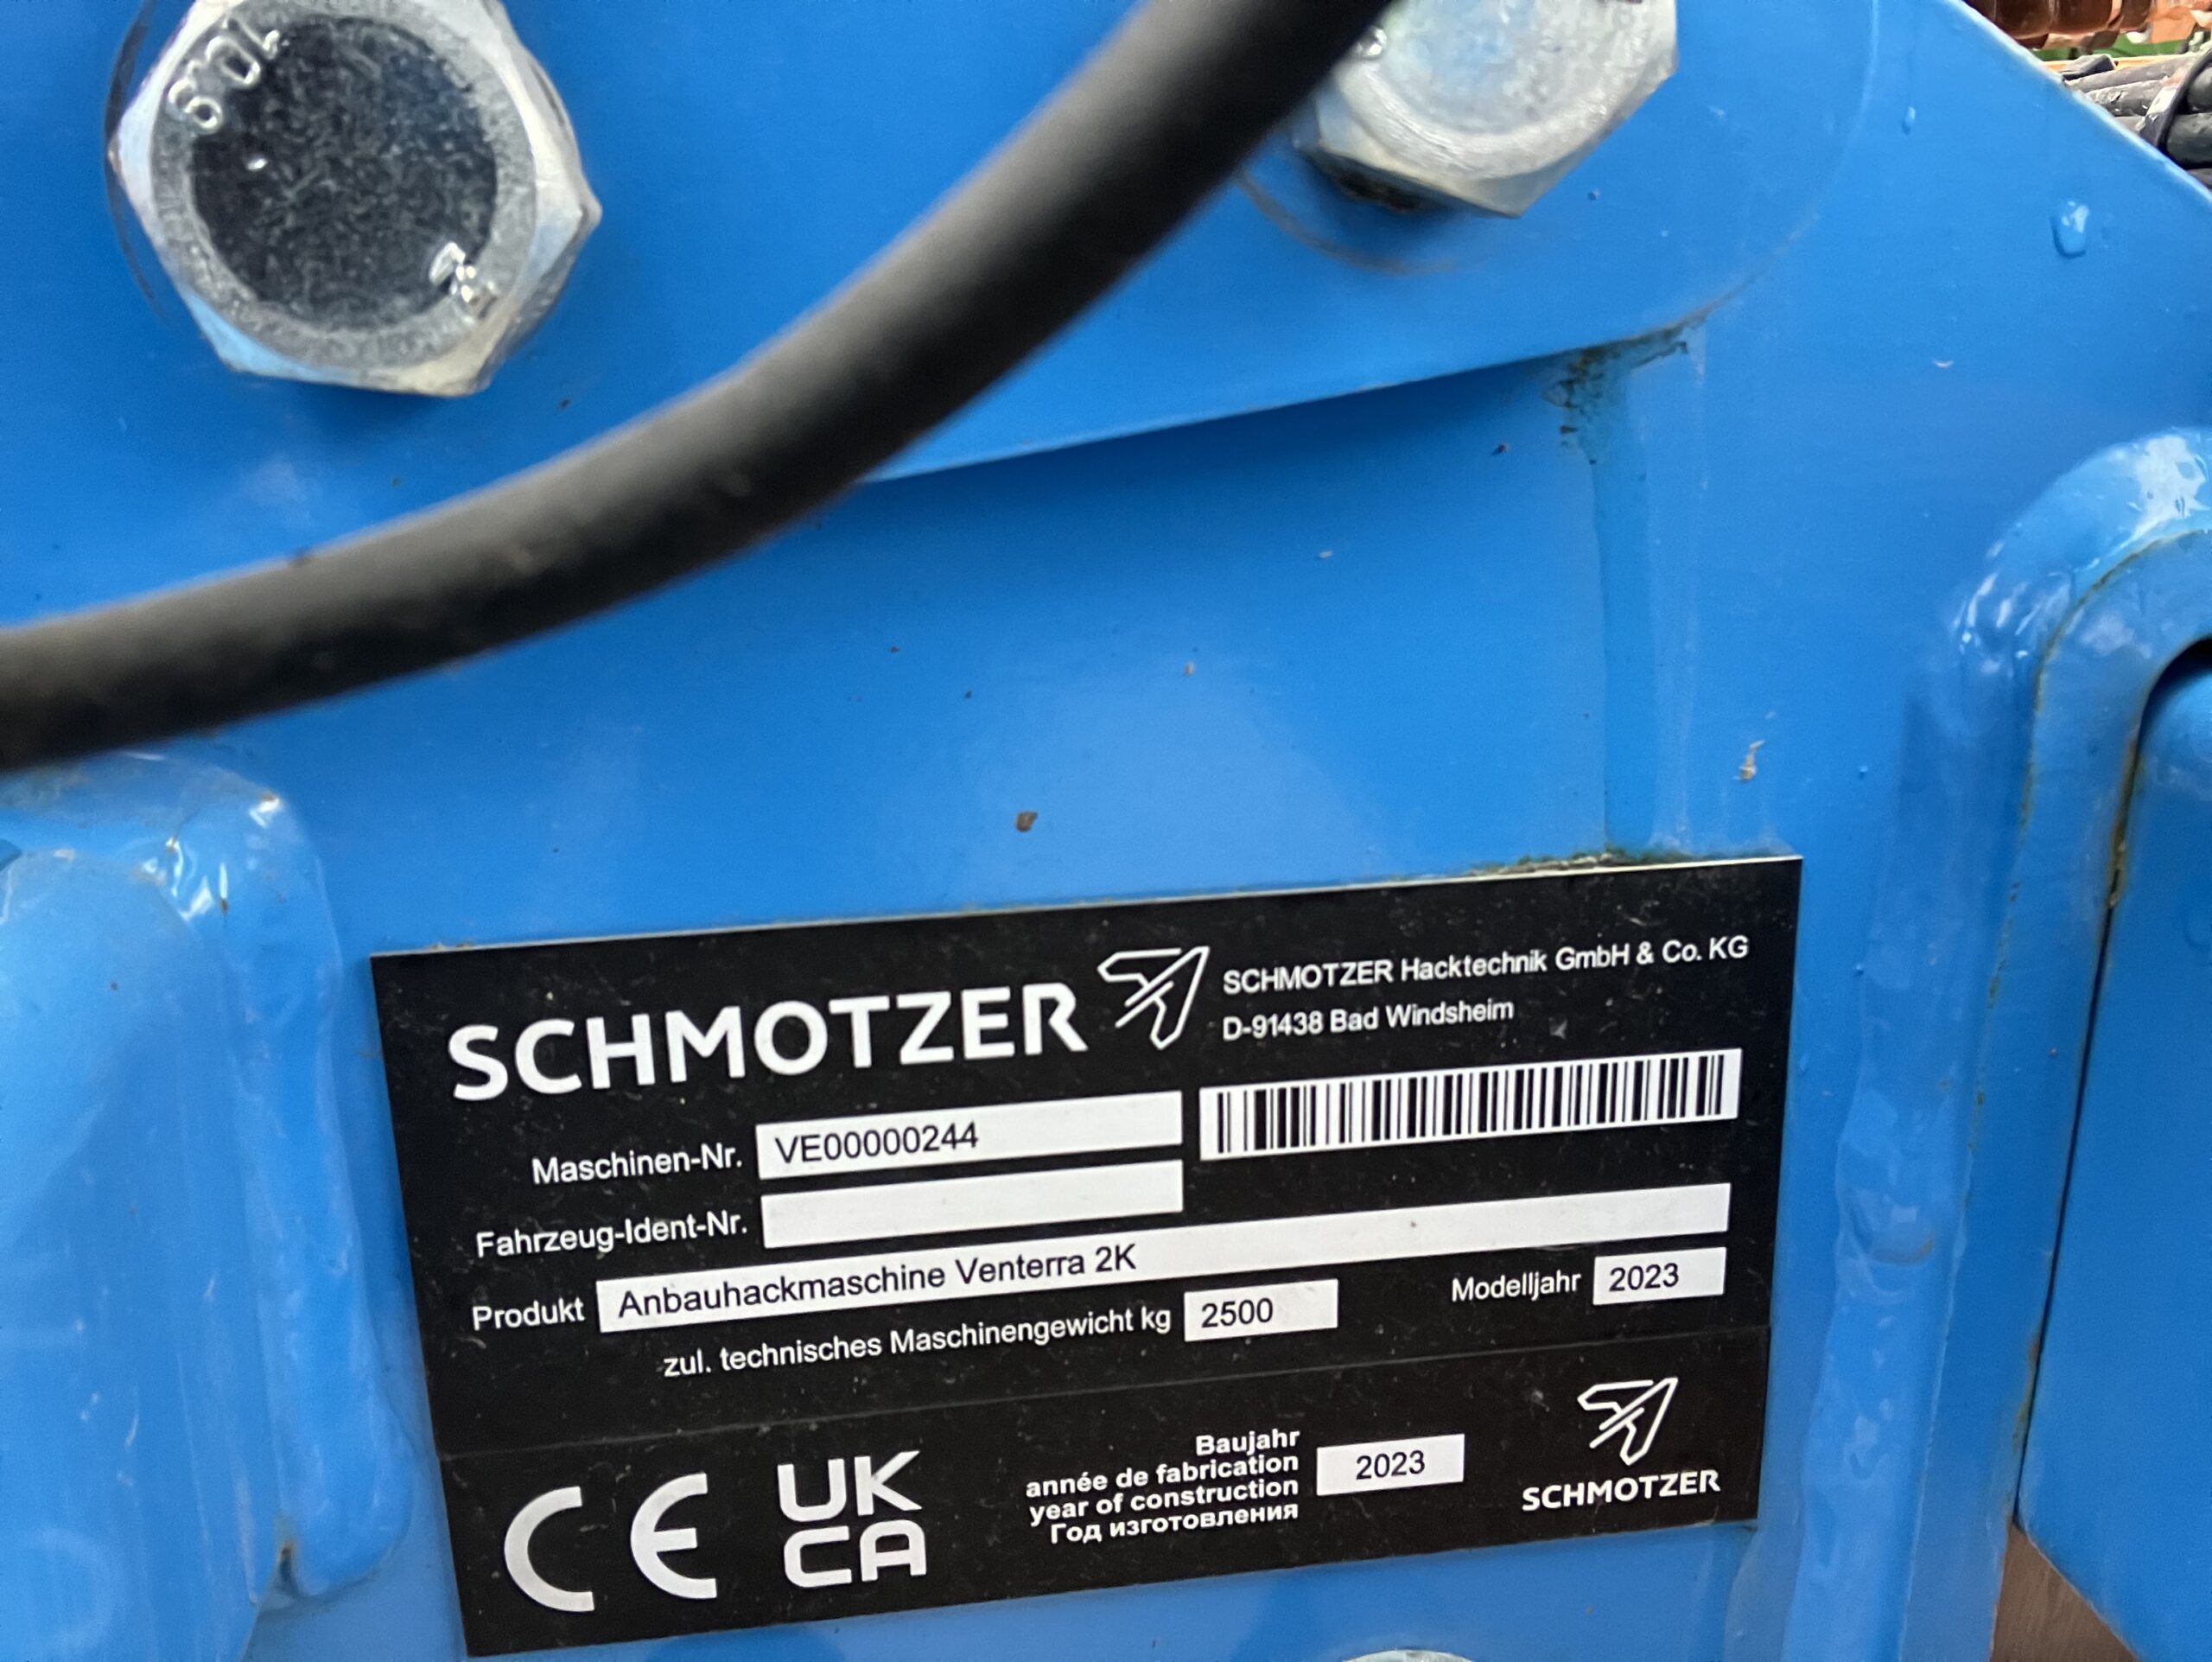 10.9
SCHMOTZER
SCHMOTZER Hacktechnik GmbH & Co. KG
D-91438 Bad Windsheim
Maschinen-Nr. VE00000244
Fahrzeug-Ident-Nr.
Produkt Anbauhackmaschine Venterra 2K
zul. technisches Maschinengewicht kg 2500
Modelljahr 2023
CE
UK
CA
Baujahr
année de fabrication
year of construction
Год изготовления
2023
SCHMOTZER